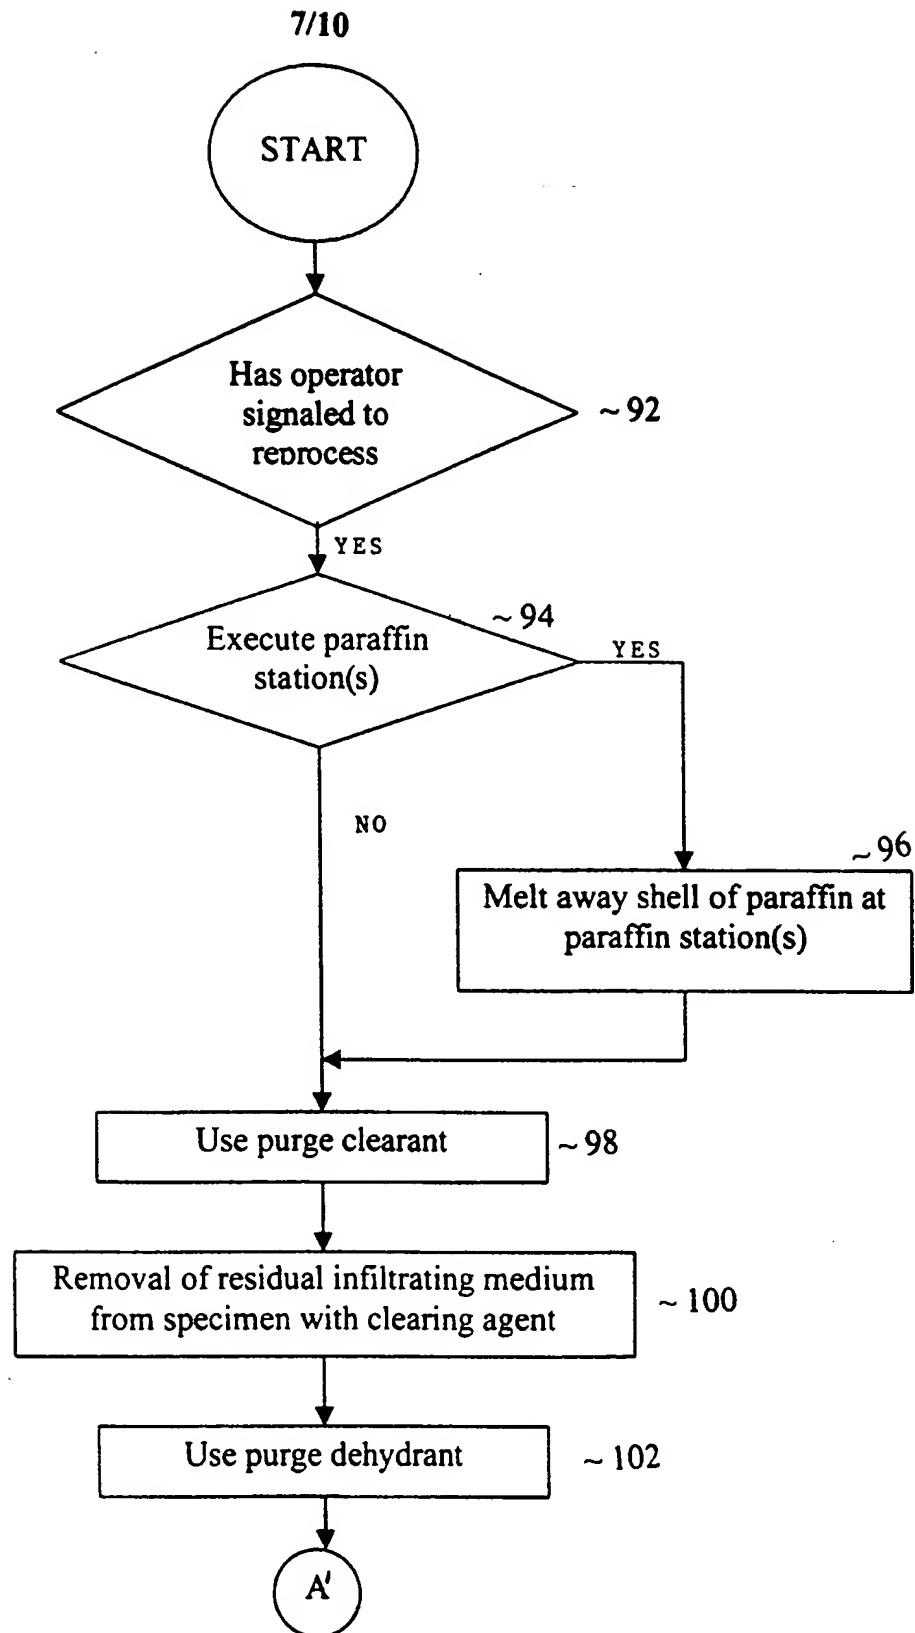 7/10
START
Has operator
signaled to
reprocess
~ 92
YES
~ 94
Execute paraffin
station(s)
YES
NO
~ 96
Melt away shell of paraffin at
paraffin station(s)
Use purge clearant
~ 98
Removal of residual infiltrating medium
from specimen with clearing agent
~ 100
Use purge dehydrant
~ 102
A'